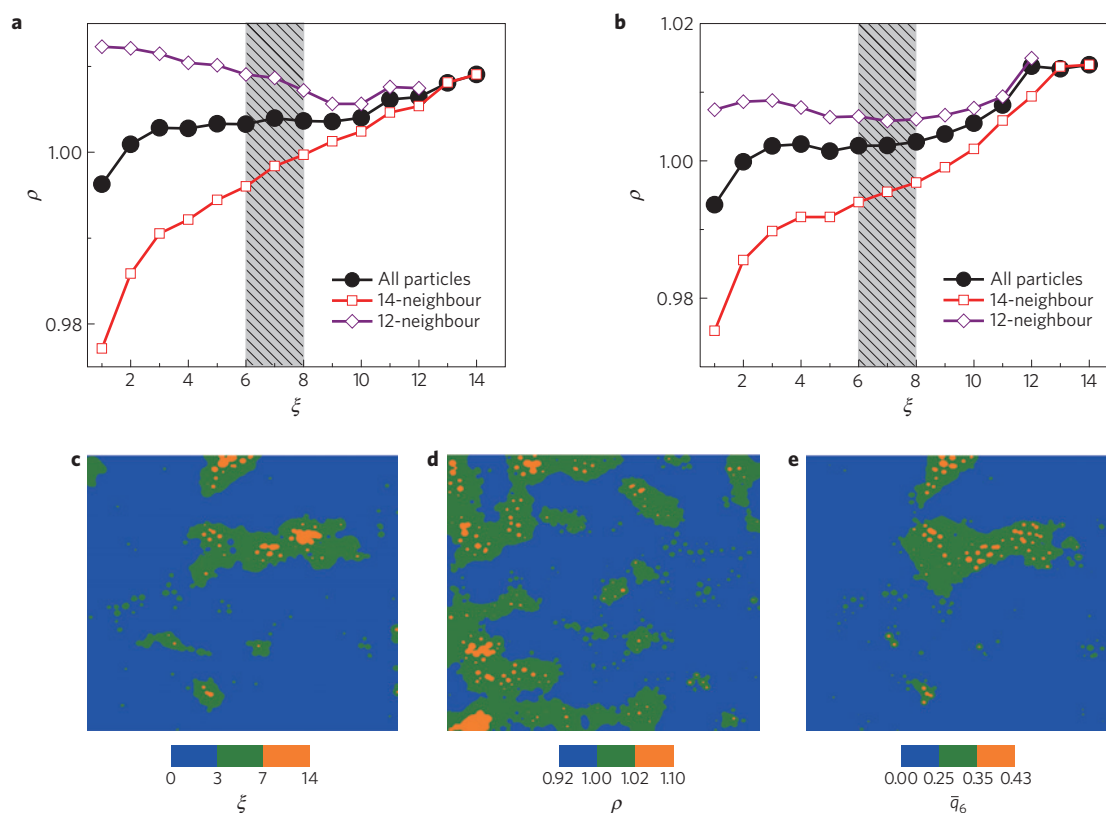 a
ρ
1.00
0.98
2 4 6 8 10 12 14
ξ
All particles
14-neighbour
12-neighbour
b
ρ
1.02
1.00
0.98
2 4 6 8 10 12 14
ξ
All particles
14-neighbour
12-neighbour
c
0 3 7 14
ξ
d
0.92 1.00 1.02 1.10
ρ
e
0.00 0.25 0.35 0.43
q̄6